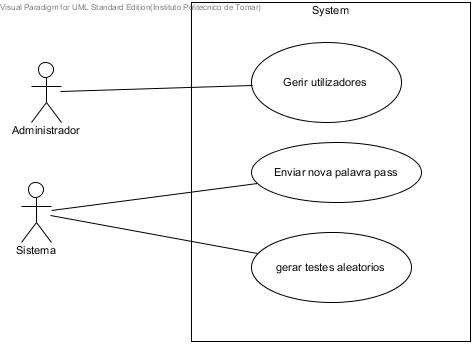 Visual Paradigm for UML Standard Edition(Instituto Politecnico de Tomar)
System
Gerir utilizadores
Administrador
Enviar nova palavra pass
Sistema
gerar testes aleatorios